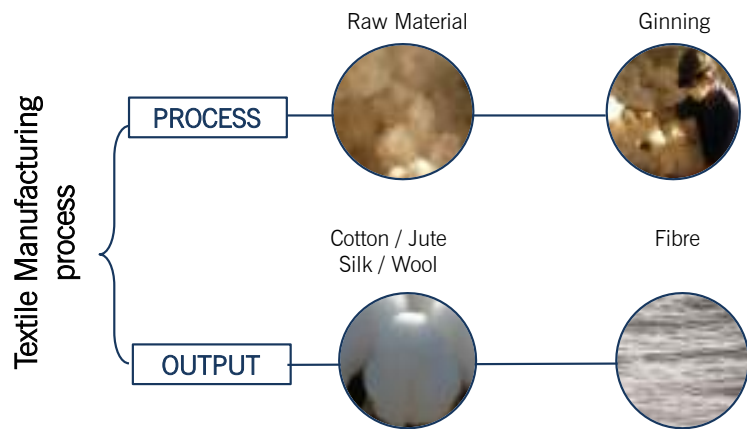 Textile Manufacturing
process
PROCESS
Raw Material
Ginning
OUTPUT
Cotton / Jute
Silk / Wool
Fibre